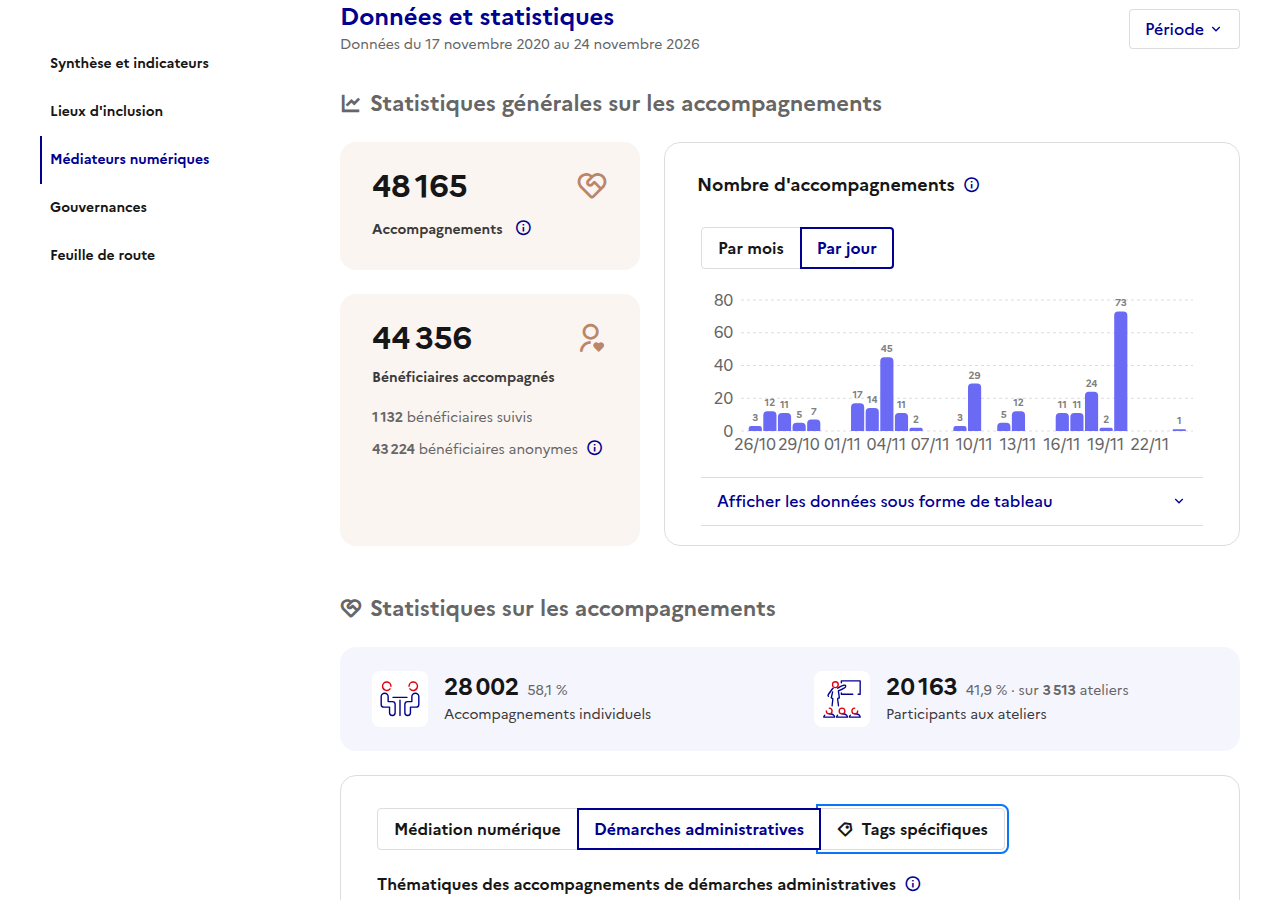 Données et statistiques
Données du 17 novembre 2020 au 24 novembre 2026
Période
Synthèse et indicateurs
Lieux d'inclusion
Médiateurs numériques
Gouvernances
Feuille de route
Statistiques générales sur les accompagnements
48 165
Accompagnements
44 356
Bénéficiaires accompagnés
1 132 bénéficiaires suivis
43 224 bénéficiaires anonymes
Nombre d'accompagnements
Par mois Par jour
80
60
40
20
0
3 12 11 5 7 17 14 45 11 2 3 29 5 12 11 11 24 2 73 1
26/10 29/10 01/11 04/11 07/11 10/11 13/11 16/11 19/11 22/11
Afficher les données sous forme de tableau
Statistiques sur les accompagnements
28 002 58,1 %
Accompagnements individuels
20 163 41,9 % · sur 3 513 ateliers
Participants aux ateliers
Médiation numérique Démarches administratives Tags spécifiques
Thématiques des accompagnements de démarches administratives